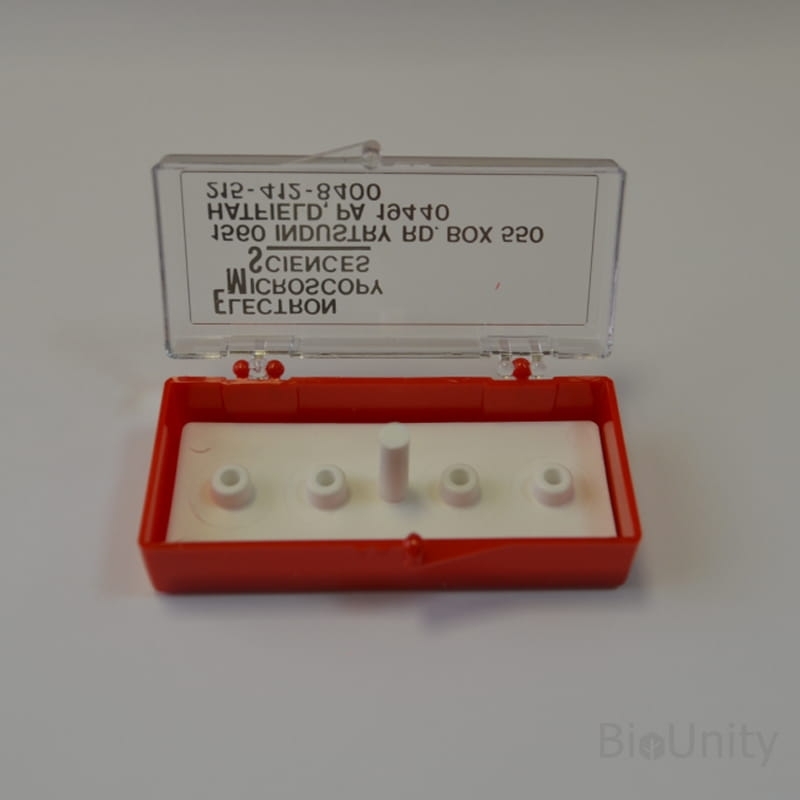 ELECTRON
MICROSCOPY
SCIENCES
1560 INDUSTRY RD. BOX 550
HATFIELD, PA 19440
215-412-8400
BioUnity